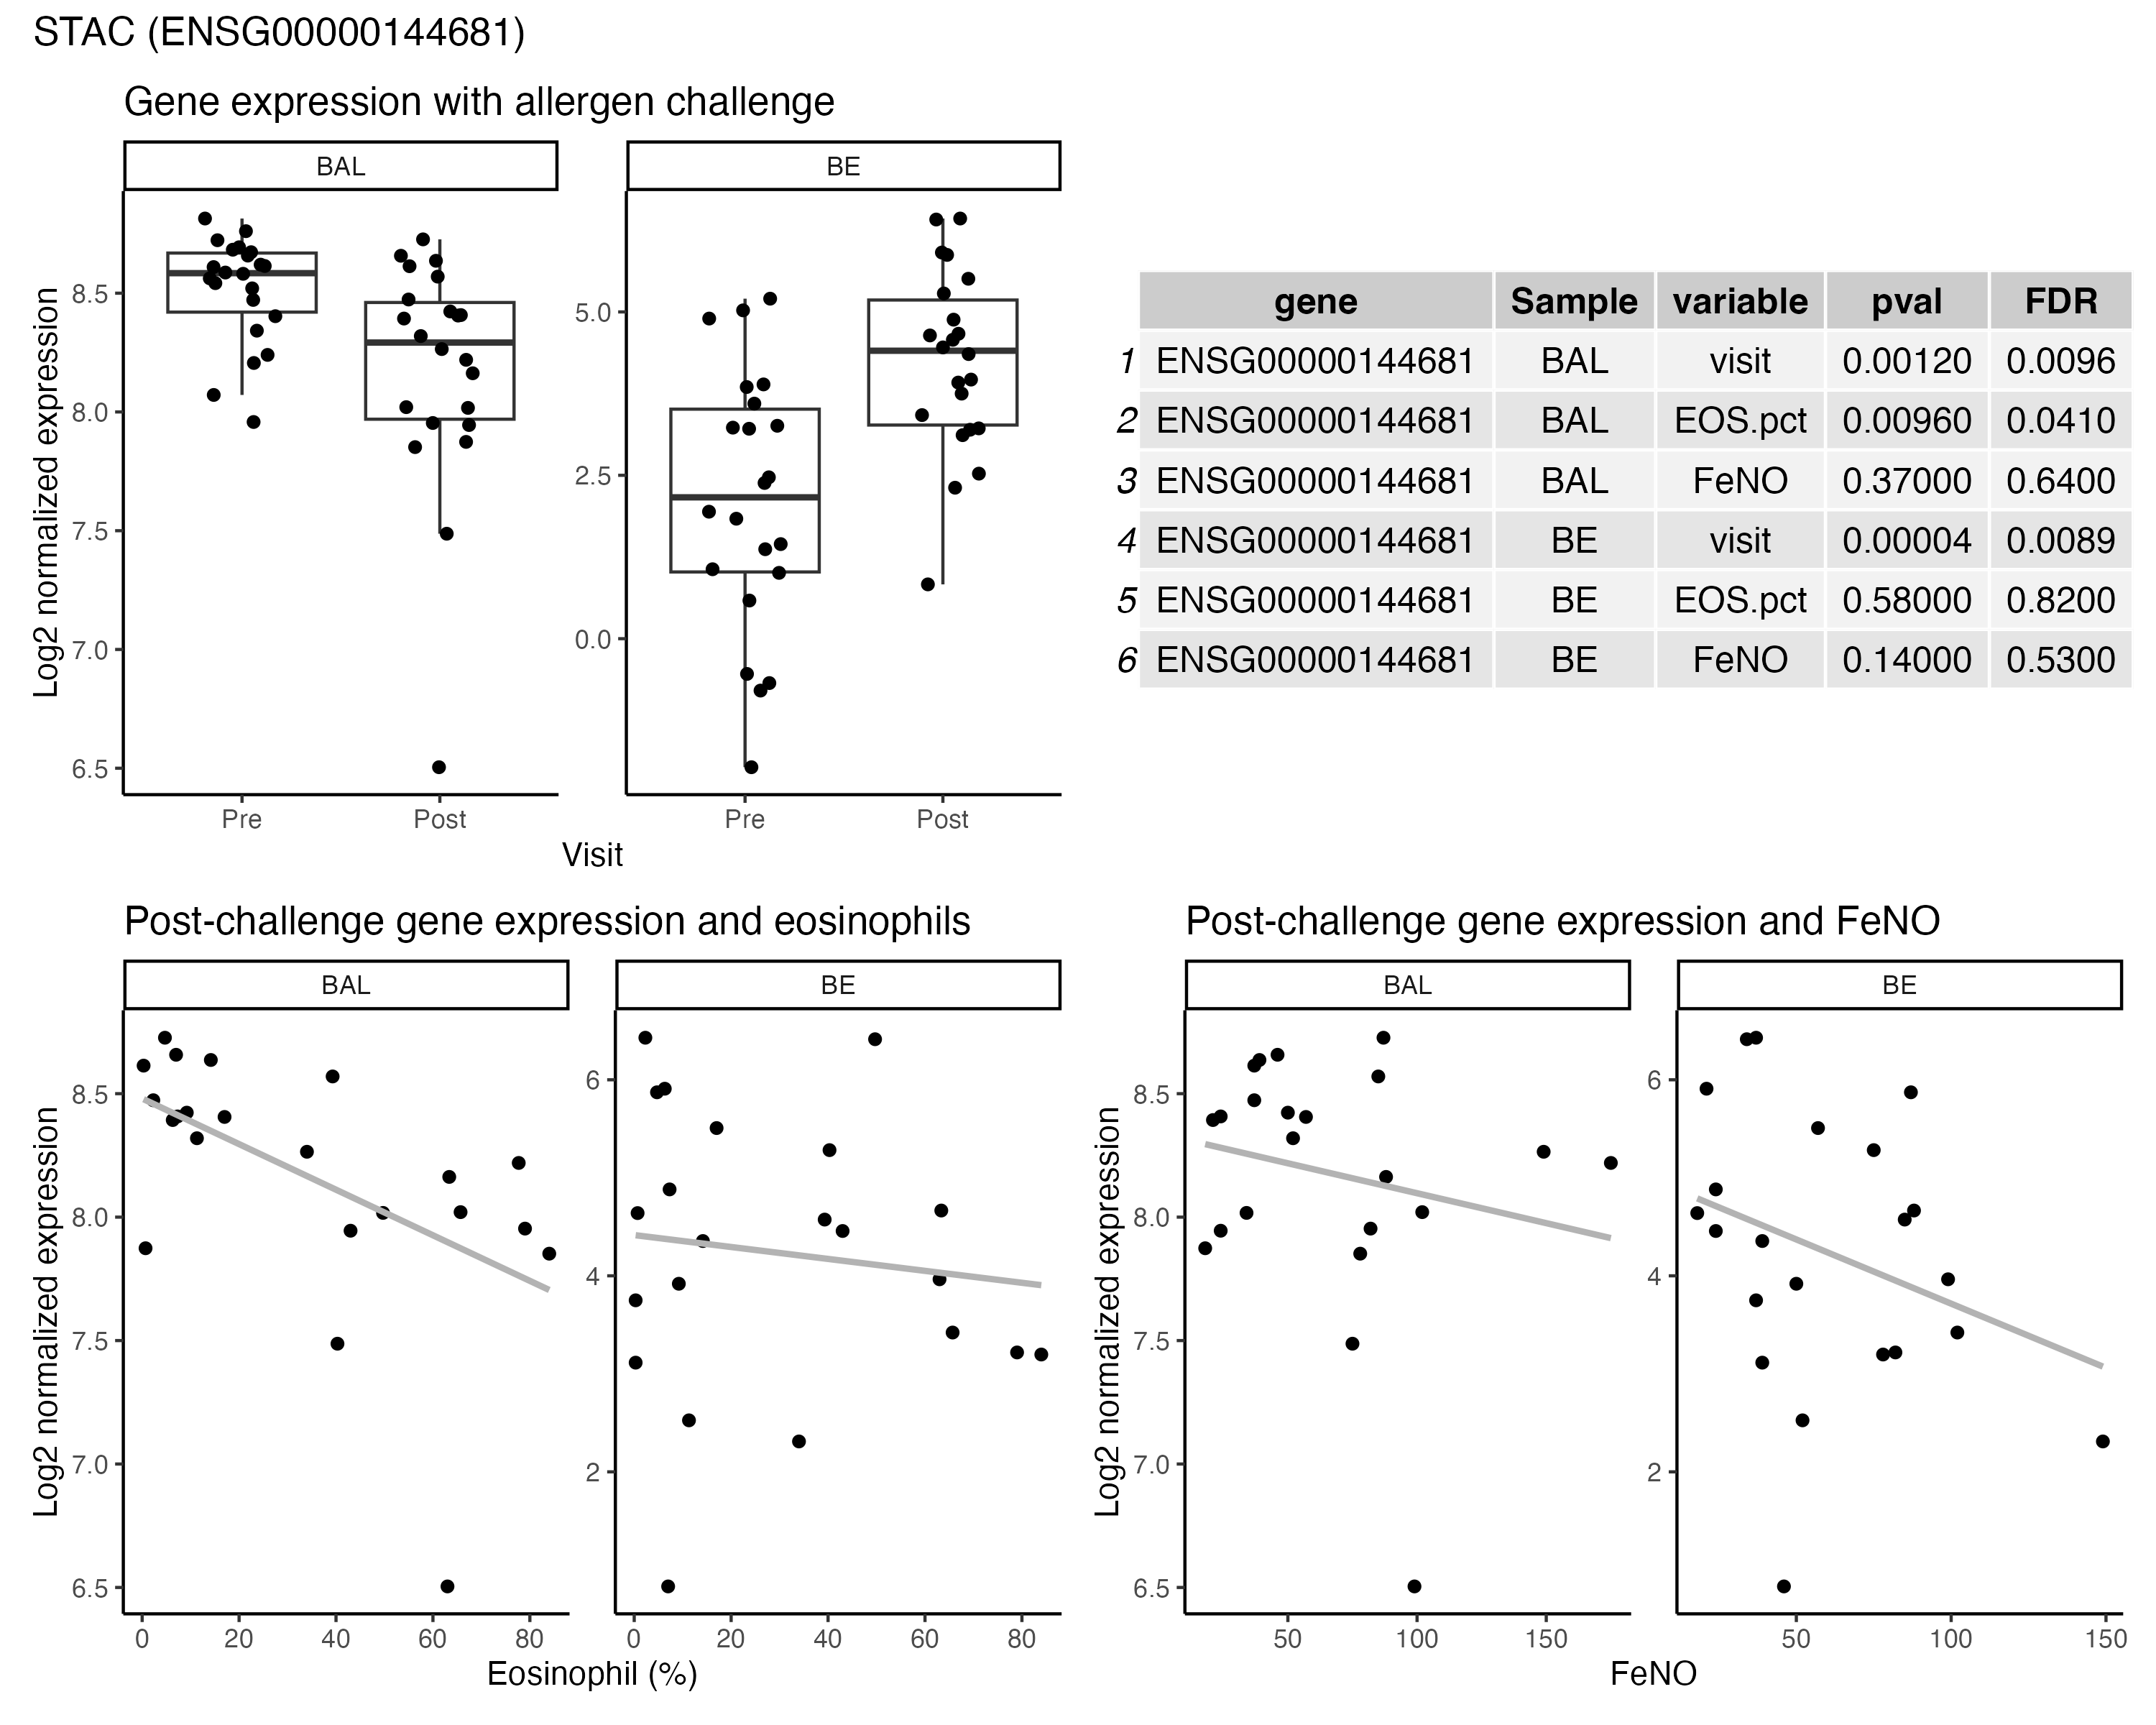 STAC (ENSG00000144681)
Gene expression with allergen challenge
BAL
BE
Log2 normalized expression
8.5
8.0
7.5
7.0
6.5
5.0
2.5
0.0
Pre
Post
Pre
Post
Visit
gene Sample variable pval FDR
1 ENSG00000144681 BAL visit 0.00120 0.0096
2 ENSG00000144681 BAL EOS.pct 0.00960 0.0410
3 ENSG00000144681 BAL FeNO 0.37000 0.6400
4 ENSG00000144681 BE visit 0.00004 0.0089
5 ENSG00000144681 BE EOS.pct 0.58000 0.8200
6 ENSG00000144681 BE FeNO 0.14000 0.5300
Post-challenge gene expression and eosinophils
BAL
BE
Log2 normalized expression
8.5
8.0
7.5
7.0
6.5
6
4
2
0 20 40 60 80
0 20 40 60 80
Eosinophil (%)
Post-challenge gene expression and FeNO
BAL
BE
Log2 normalized expression
8.5
8.0
7.5
7.0
6.5
6
4
2
50 100 150
50 100 150
FeNO